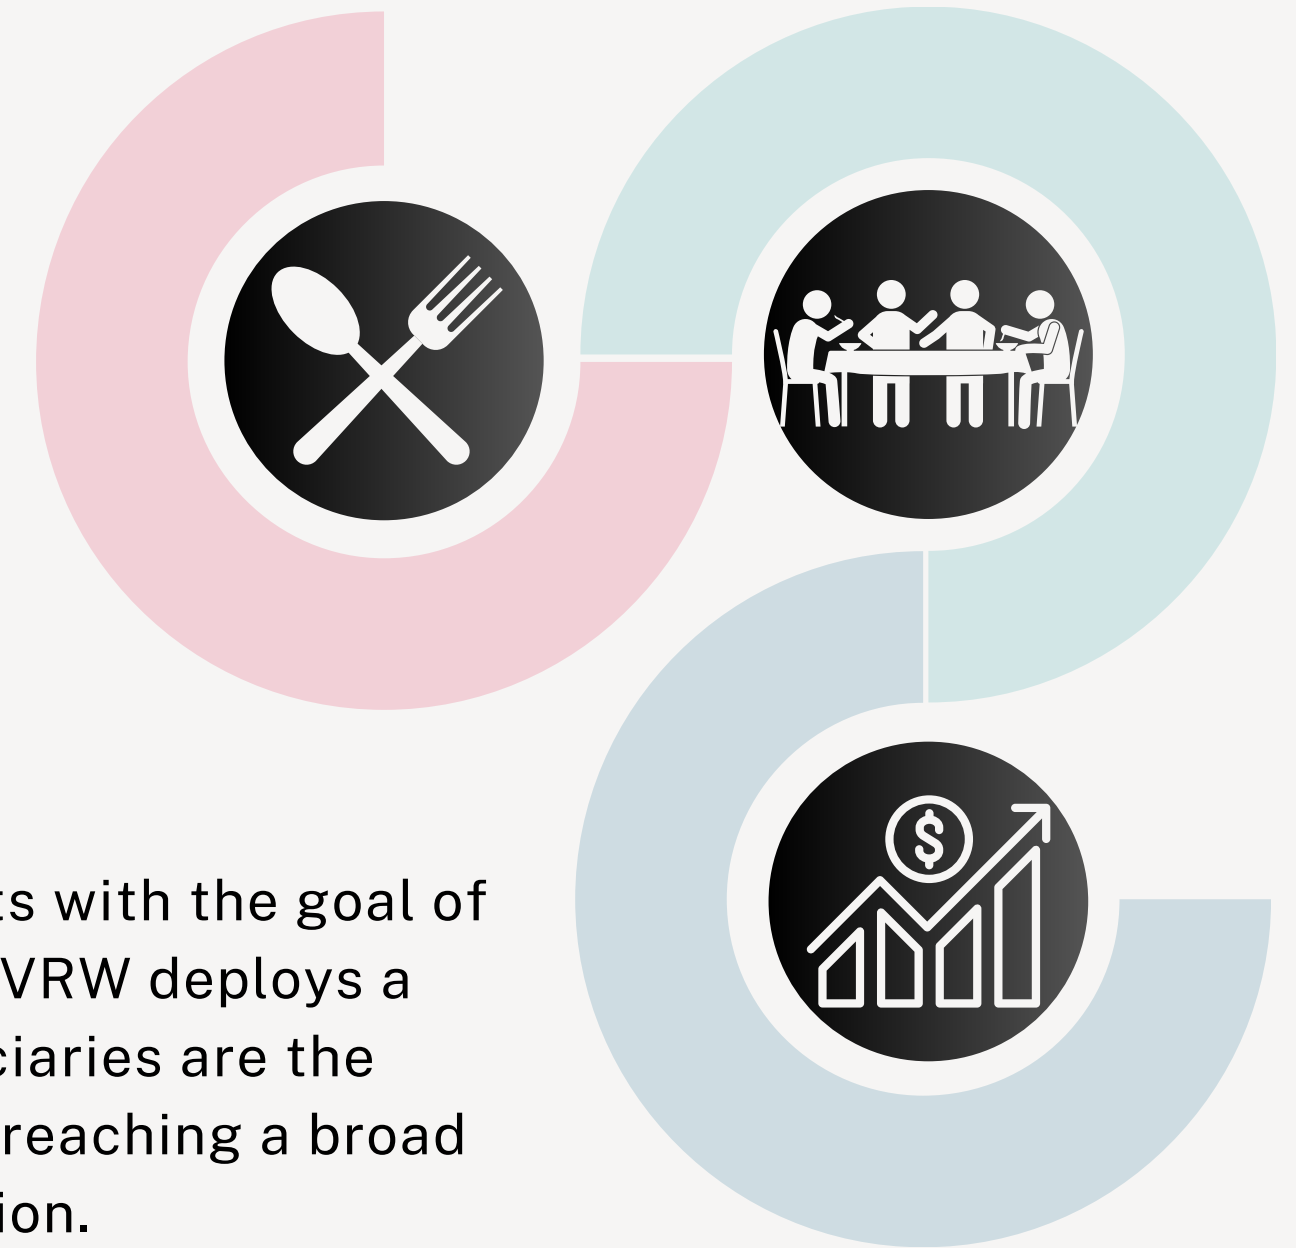 ts with the goal of
VRW deploys a
ciaries are the
reaching a broad
ion.
$